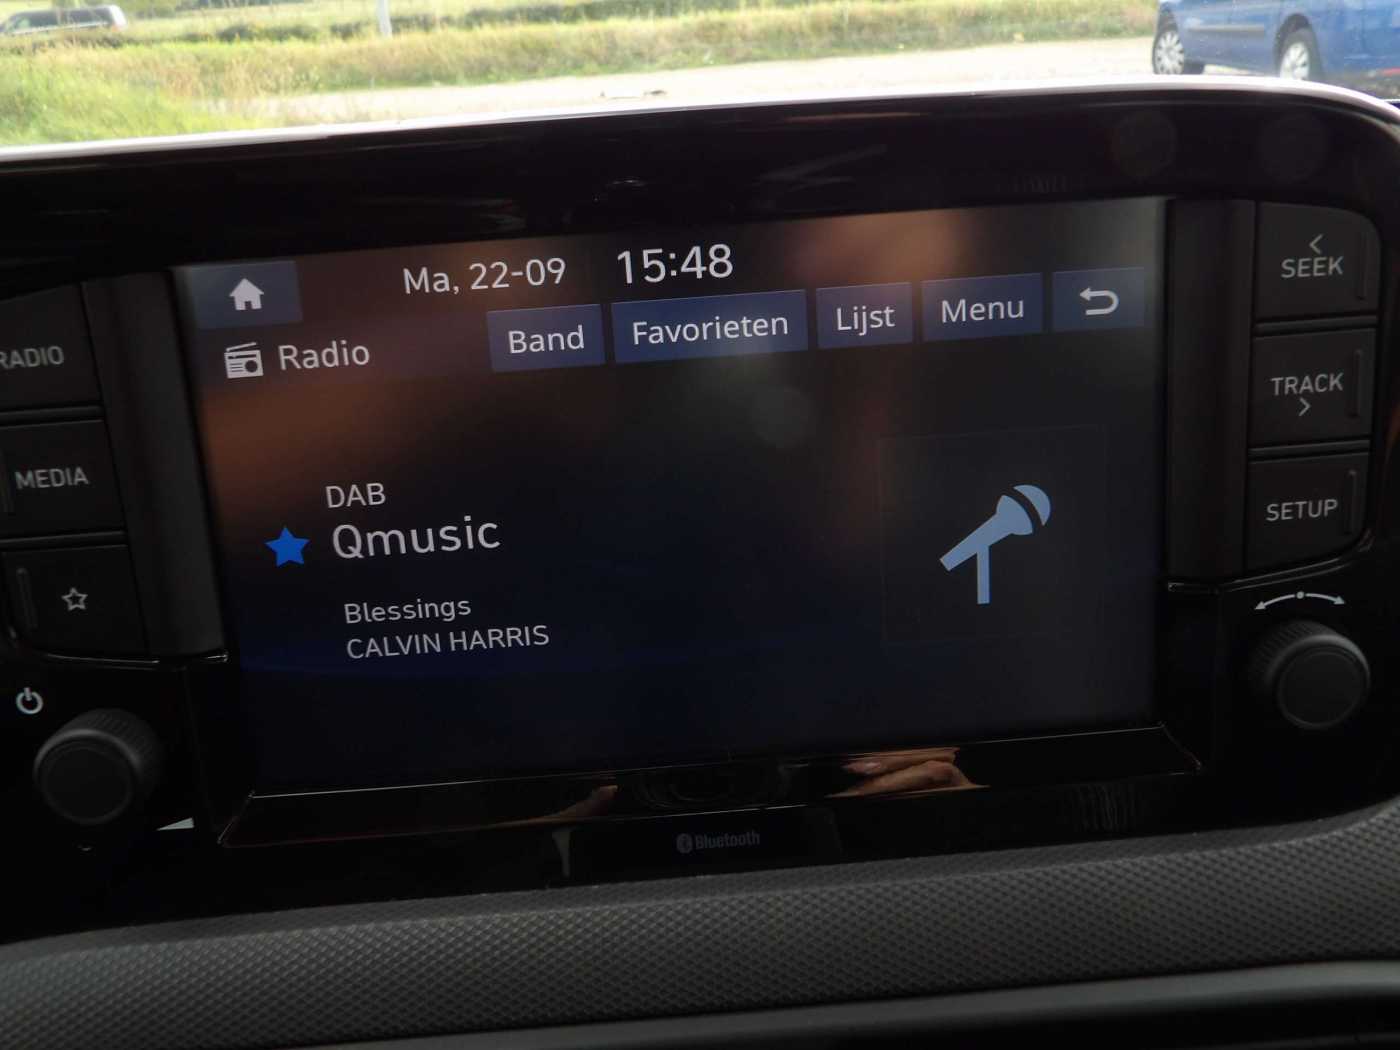 Ma, 22-09
15:48
Radio
Band
Favorieten
Lijst
Menu
DAB
Qmusic
Blessings
CALVIN HARRIS
RADIO
MEDIA
SEEK
TRACK
SETUP
Bluetooth